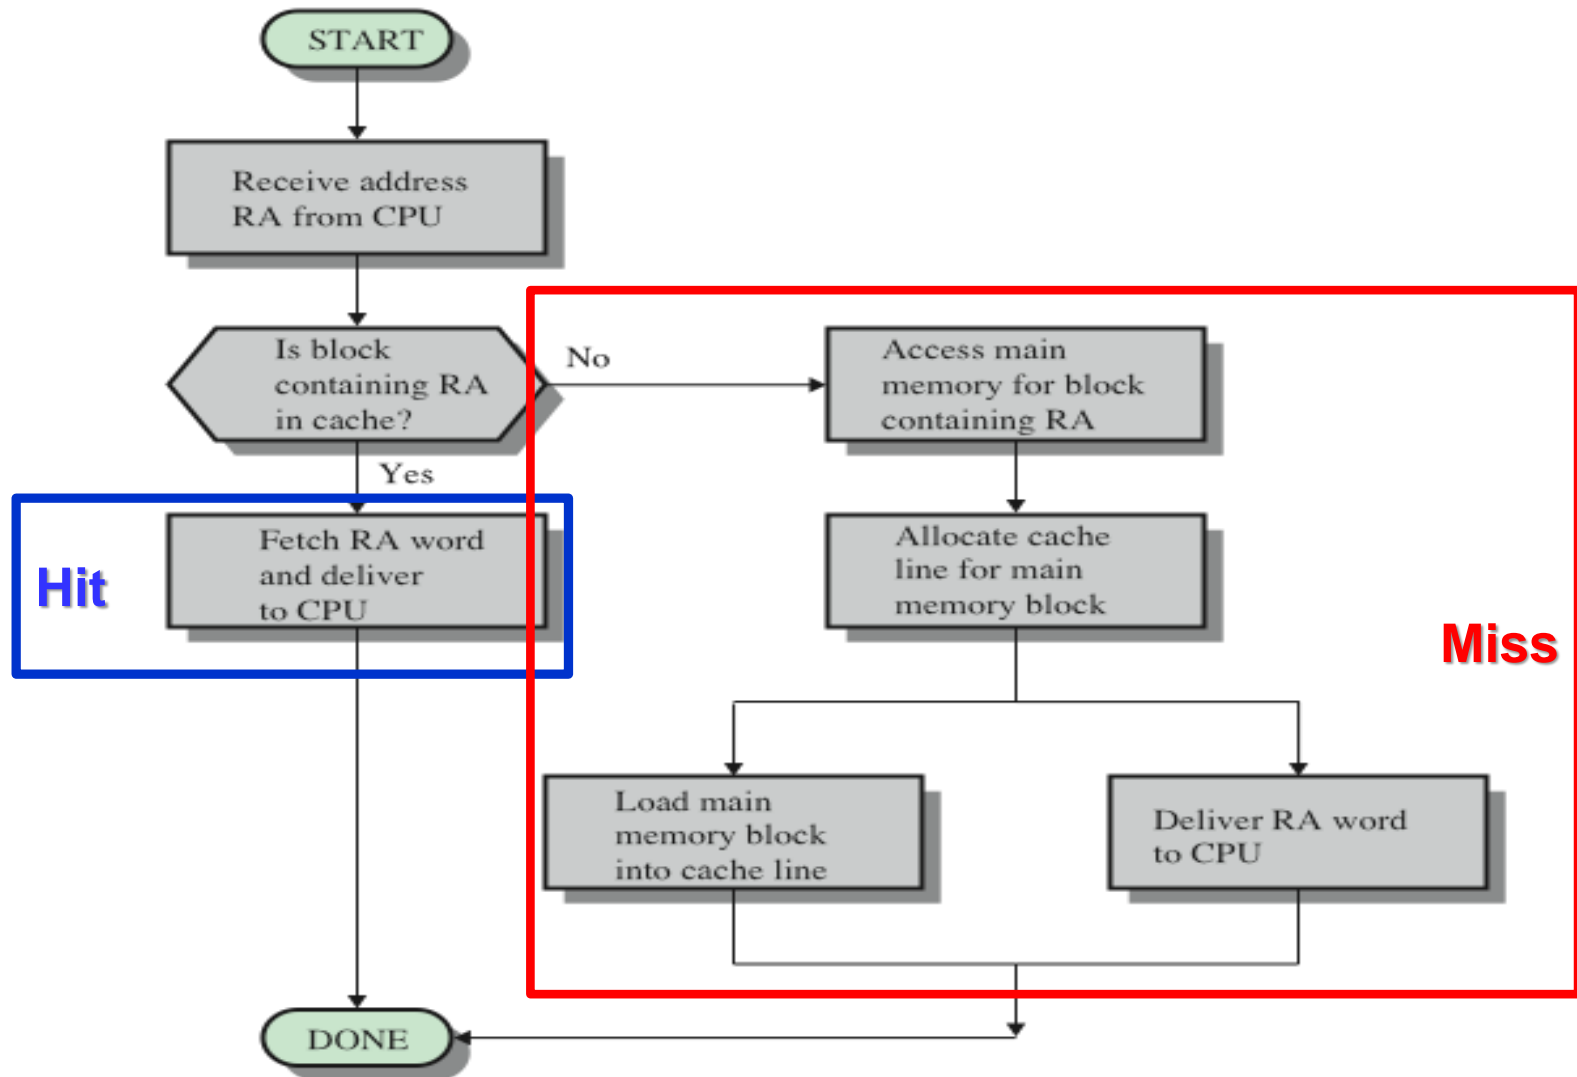 START
Receive address
RA from CPU
Is block
containing RA
in cache?
No
Access main
memory for block
containing RA
Yes
Hit
Fetch RA word
and deliver
to CPU
Allocate cache
line for main
memory block
Miss
Load main
memory block
into cache line
Deliver RA word
to CPU
DONE